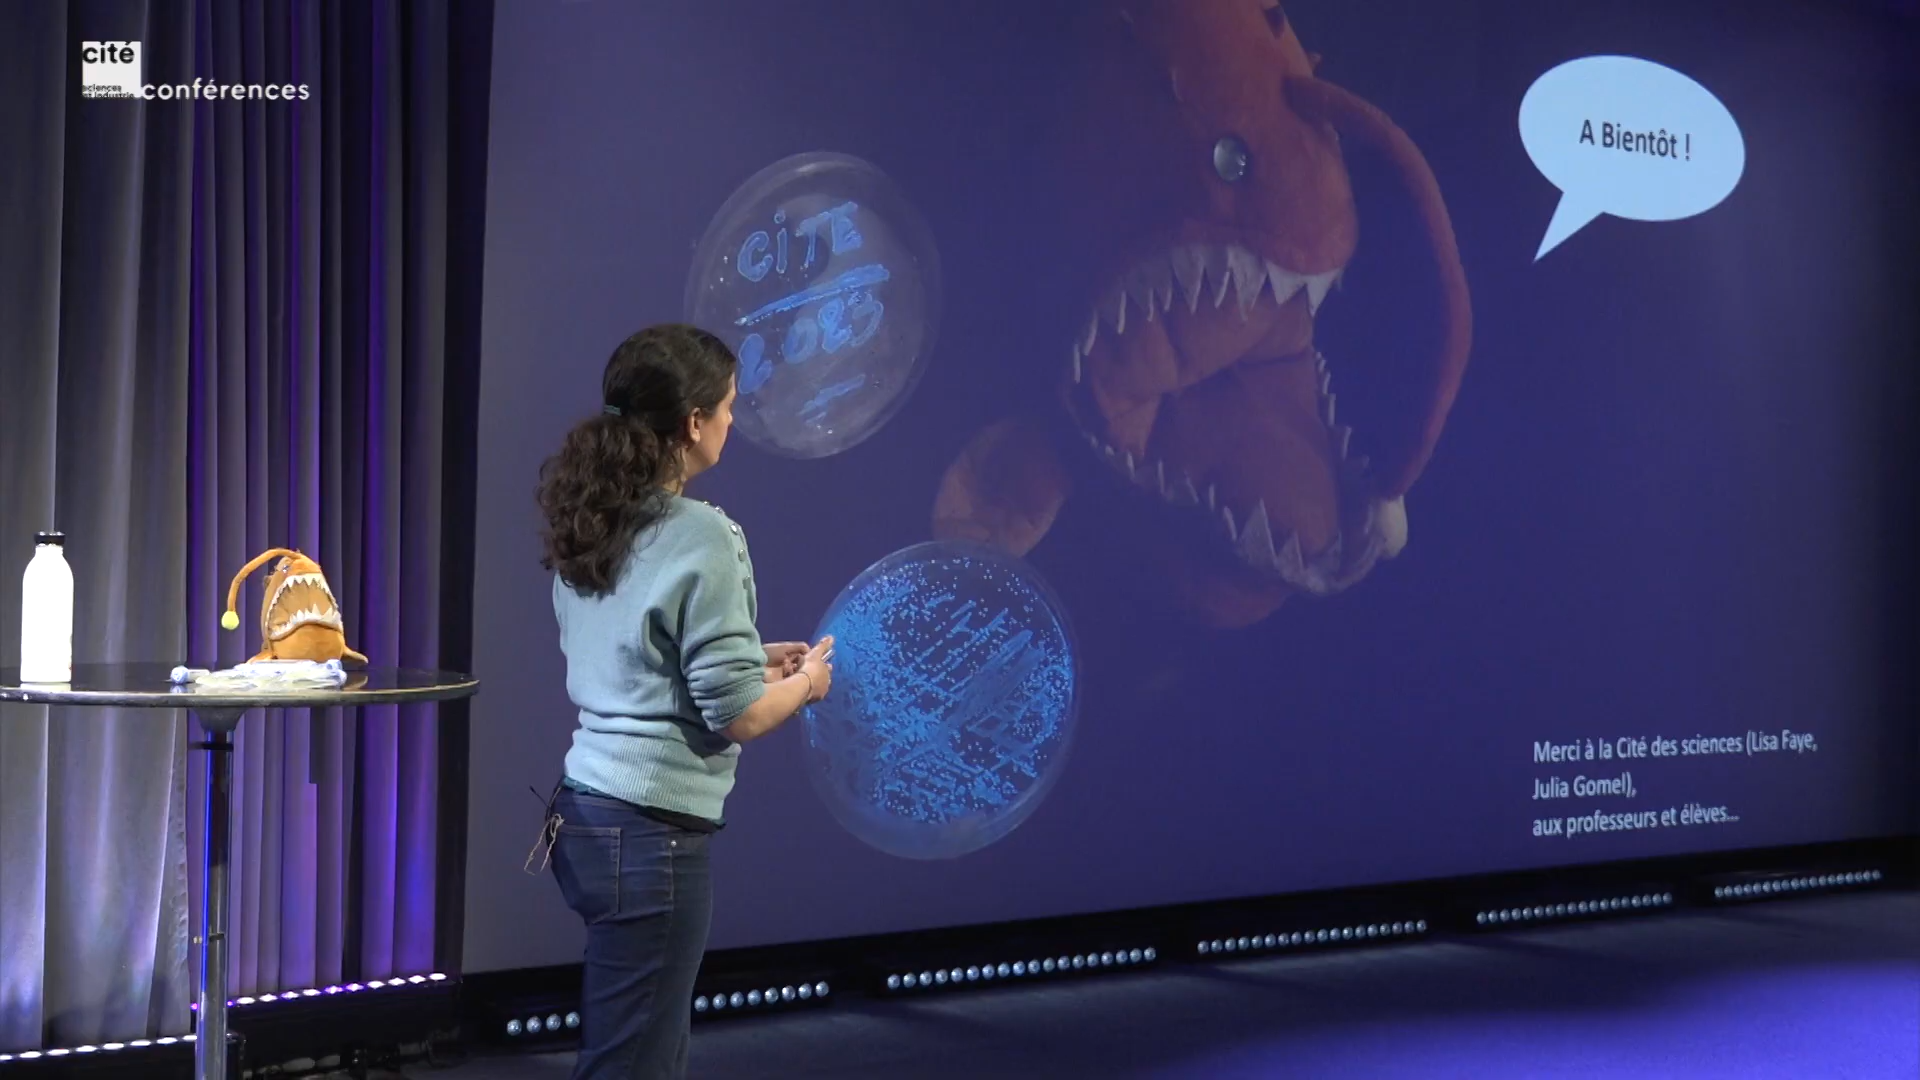 cité
sciences
et industrie
conférences
A Bientôt !
CiTE
2023
Merci à la Cité des sciences (Lisa Faye,
Julia Gomel),
aux professeurs et élèves...